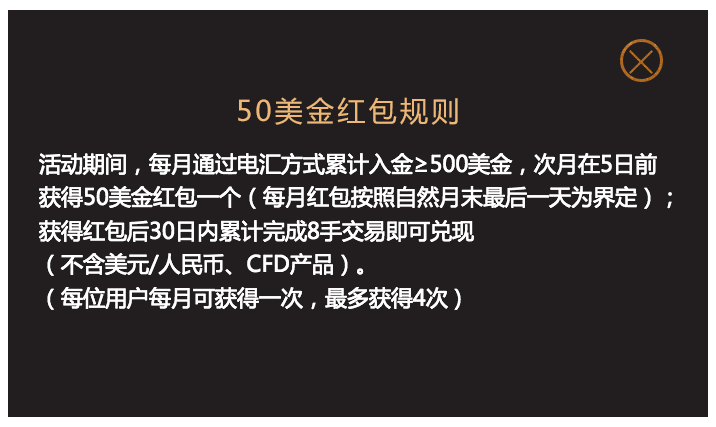 50美金红包规则
活动期间，每月通过电汇方式累计入金≥500美金，次月在5日前
获得50美金红包一个（每月红包按照自然月末最后一天为界定）；
获得红包后30日内累计完成8手交易即可兑现
（不含美元/人民币、CFD产品）。
（每位用户每月可获得一次，最多获得4次）